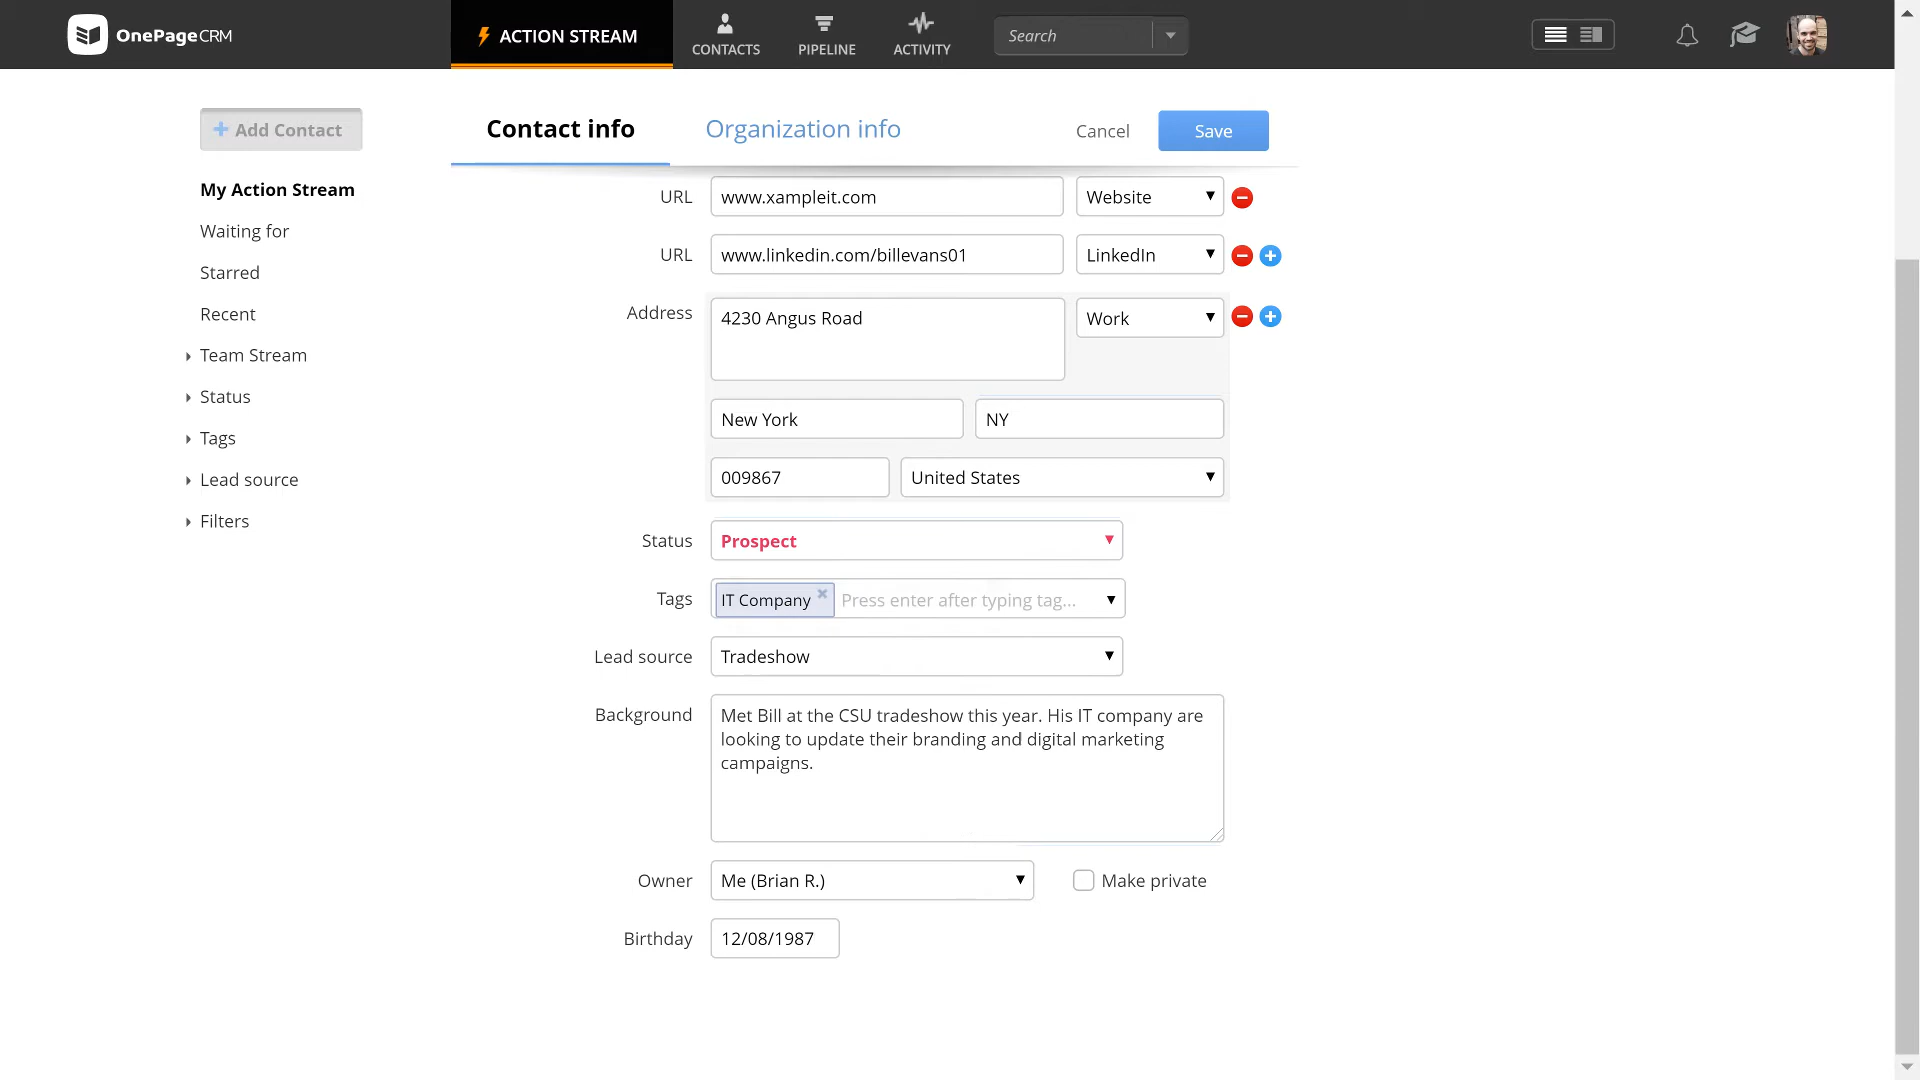 OnePageCRM
ACTION STREAM
CONTACTS
PIPELINE
ACTIVITY
Search
Add Contact
My Action Stream
Waiting for
Starred
Recent
Team Stream
Status
Tags
Lead source
Filters
Contact info
Organization info
Cancel
Save
URL www.xampleit.com Website
URL www.linkedin.com/billevans01 LinkedIn
Address 4230 Angus Road Work
New York NY
009867 United States
Status Prospect
Tags IT Company Press enter after typing tag...
Lead source Tradeshow
Background Met Bill at the CSU tradeshow this year. His IT company are
looking to update their branding and digital marketing
campaigns.
Owner Me (Brian R.) Make private
Birthday 12/08/1987